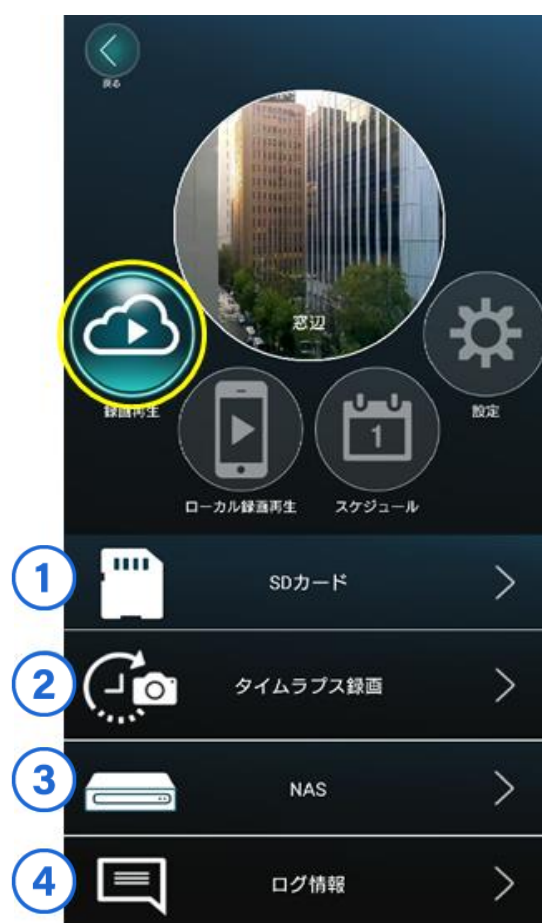 戻る
窓辺
録画再生
設定
1
ローカル録画再生
スケジュール
1
SDカード
2
タイムラプス録画
3
NAS
4
ログ情報